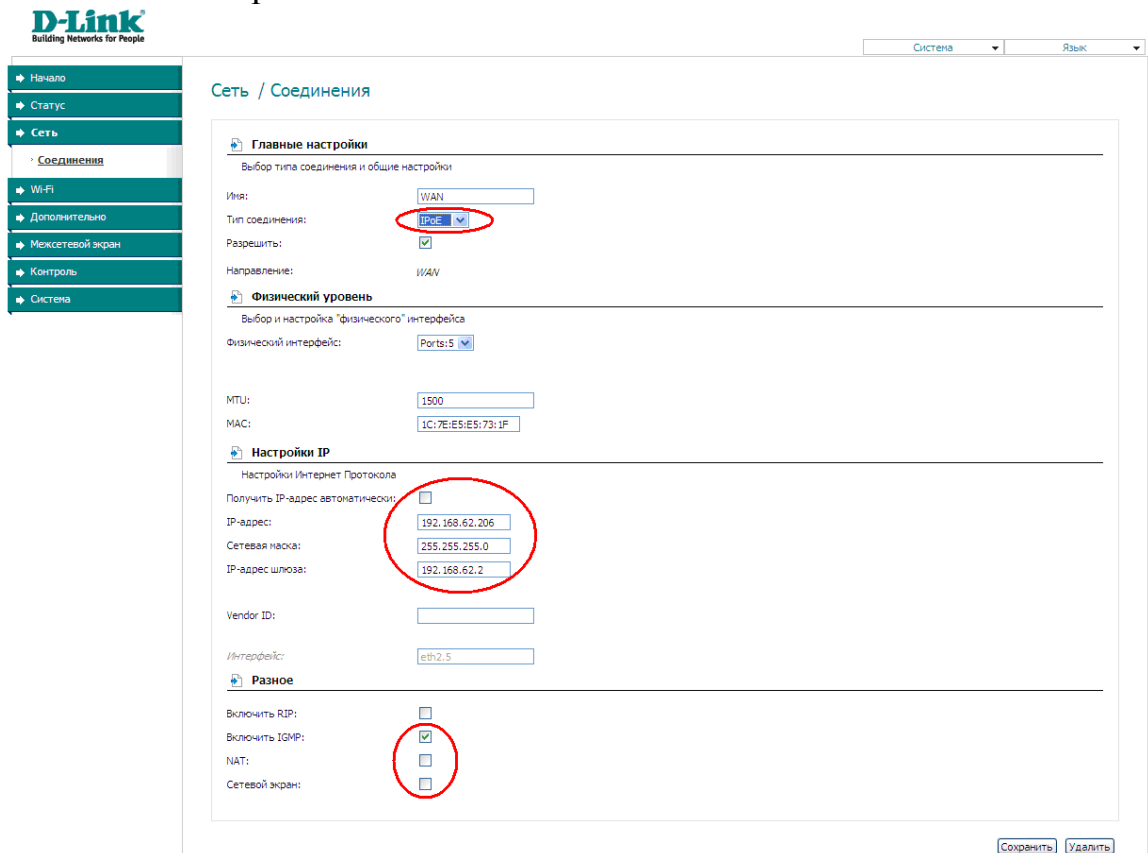 D-Link
Building Networks for People
Система Язык
Начало
Статус
Сеть
Соединения
Wi-Fi
Дополнительно
Межсетевой экран
Контроль
Система
Сеть / Соединения
Главные настройки
Выбор типа соединения и общие настройки
Имя: WAN
Тип соединения: IPoE
Разрешить:
Направление: WAN
Физический уровень
Выбор и настройка "физического" интерфейса
Физический интерфейс: Ports:5
MTU: 1500
MAC: 1C:7E:E5:E5:73:1F
Настройки IP
Настройки Интернет Протокола
Получить IP-адрес автоматически:
IP-адрес: 192.168.62.206
Сетевая маска: 255.255.255.0
IP-адрес шлюза: 192.168.62.2
Vendor ID:
Интерфейс: eth2.5
Разное
Включить RIP:
Включить IGMP:
NAT:
Сетевой экран:
Сохранить Удалить